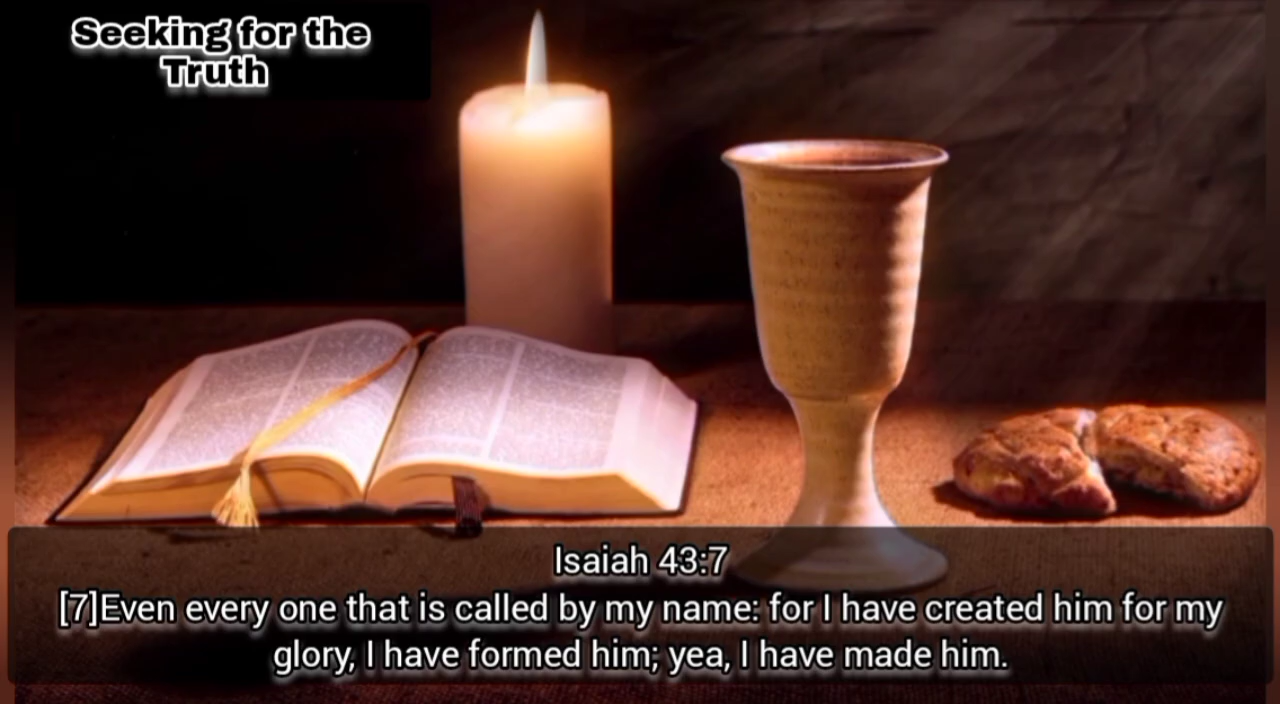 Seeking for the
Truth
Isaiah 43:7
[7]Even every one that is called by my name: for I have created him for my
glory, I have formed him; yea, I have made him.